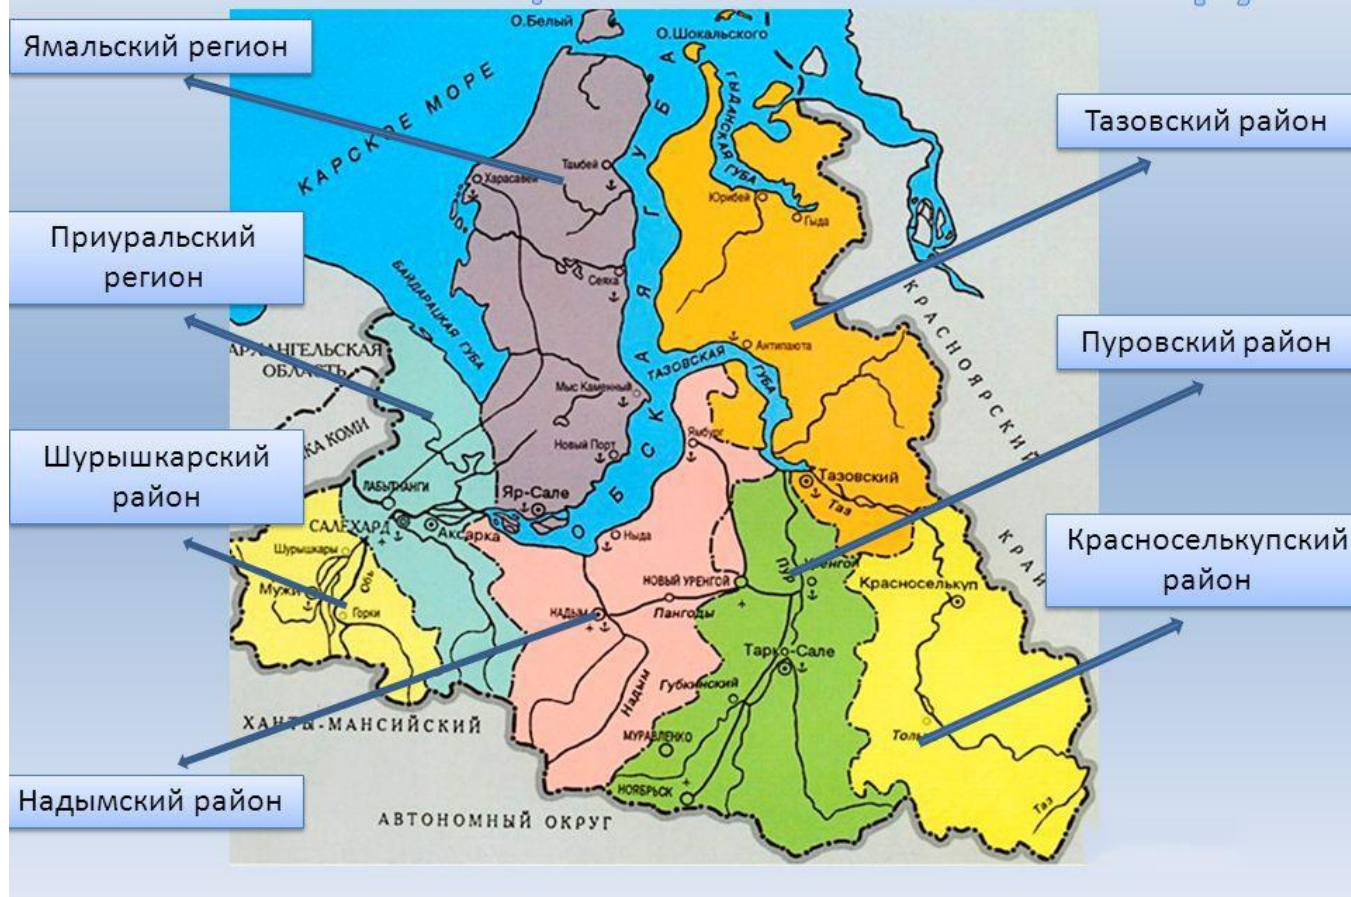 Ямальский регион
Приуральский
регион
Шурышкарский
район
Надымский район
Тазовский район
Пуровский район
Красноселькупский
район
О.Белый
О.Шокальского
КАРСКОЕ МОРЕ
ОБСКАЯ ГУБА
ГЫДАНСКАЯ ГУБА
Тамбей
Харасавей
Юрибей
Гыда
Сеяха
БАЙДАРАЦКАЯ ГУБА
КРАСНОЯРСКИЙ
КРАЙ
АРХАНГЕЛЬСКАЯ
ОБЛАСТЬ
КОМИ
Антипаюта
ТАЗОВСКАЯ ГУБА
Мыс Каменный
Новый Порт
Ямбург
Тазовский
Таз
ЛАБЫТНАНГИ
Яр-Сале
САЛЕХАРД
Аксарка
Ныда
Шурышкары
Мужи
Обь
Горки
НОВЫЙ УРЕНГОЙ
ПУР
Уренгой
Красноселькуп
НАДЫМ
Пангоды
Тарко-Сале
Надым
Губкинский
МУРАВЛЕНКО
НОЯБРЬСК
Таз
ХАНТЫ-МАНСИЙСКИЙ
АВТОНОМНЫЙ ОКРУГ